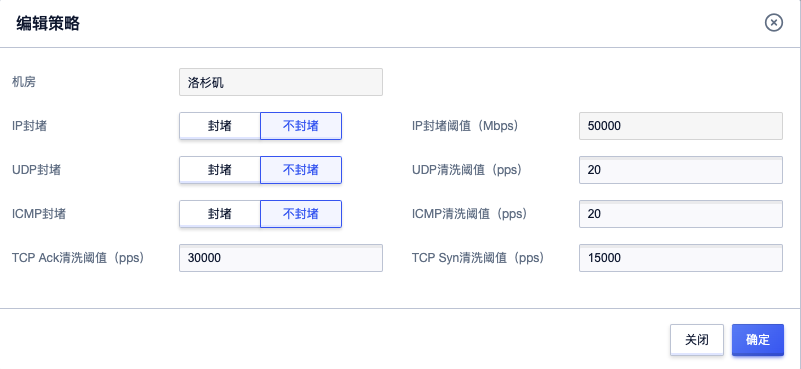 编辑策略
机房 洛杉矶
IP封堵 封堵 不封堵 IP封堵阈值（Mbps） 50000
UDP封堵 封堵 不封堵 UDP清洗阈值（pps） 20
ICMP封堵 封堵 不封堵 ICMP清洗阈值（pps） 20
TCP Ack清洗阈值（pps） 30000 TCP Syn清洗阈值（pps） 15000
关闭 确定